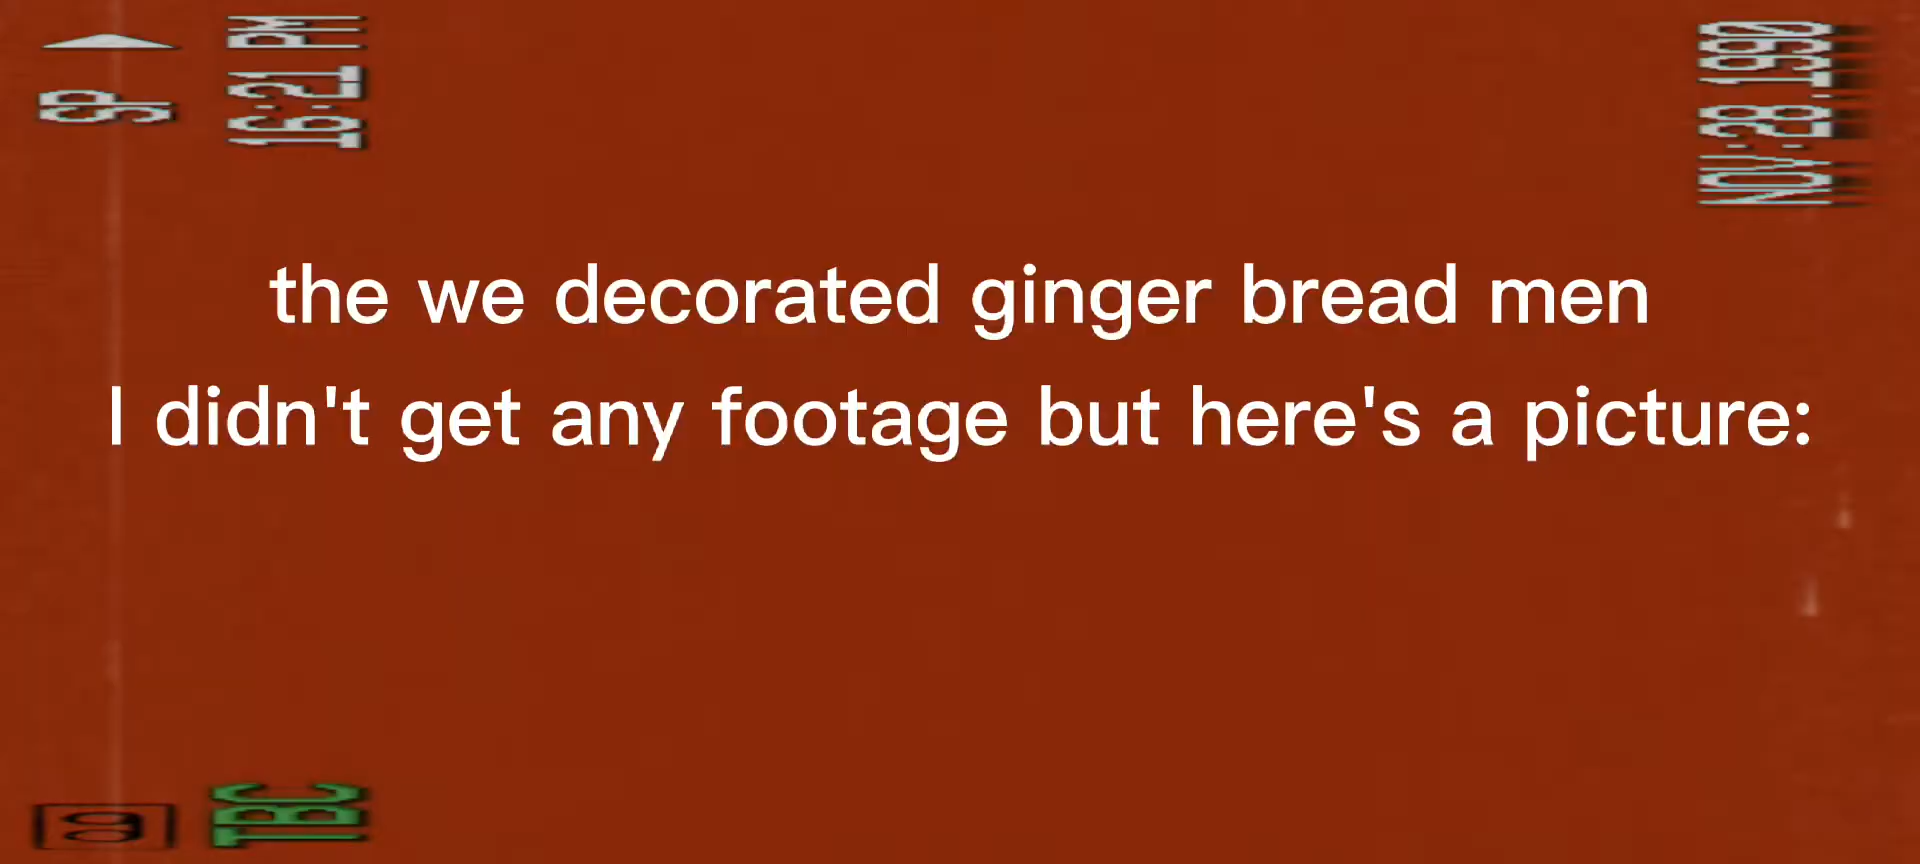 SP
16:21 PM
NOV.28.1990
the we decorated ginger bread men
I didn't get any footage but here's a picture:
TBC